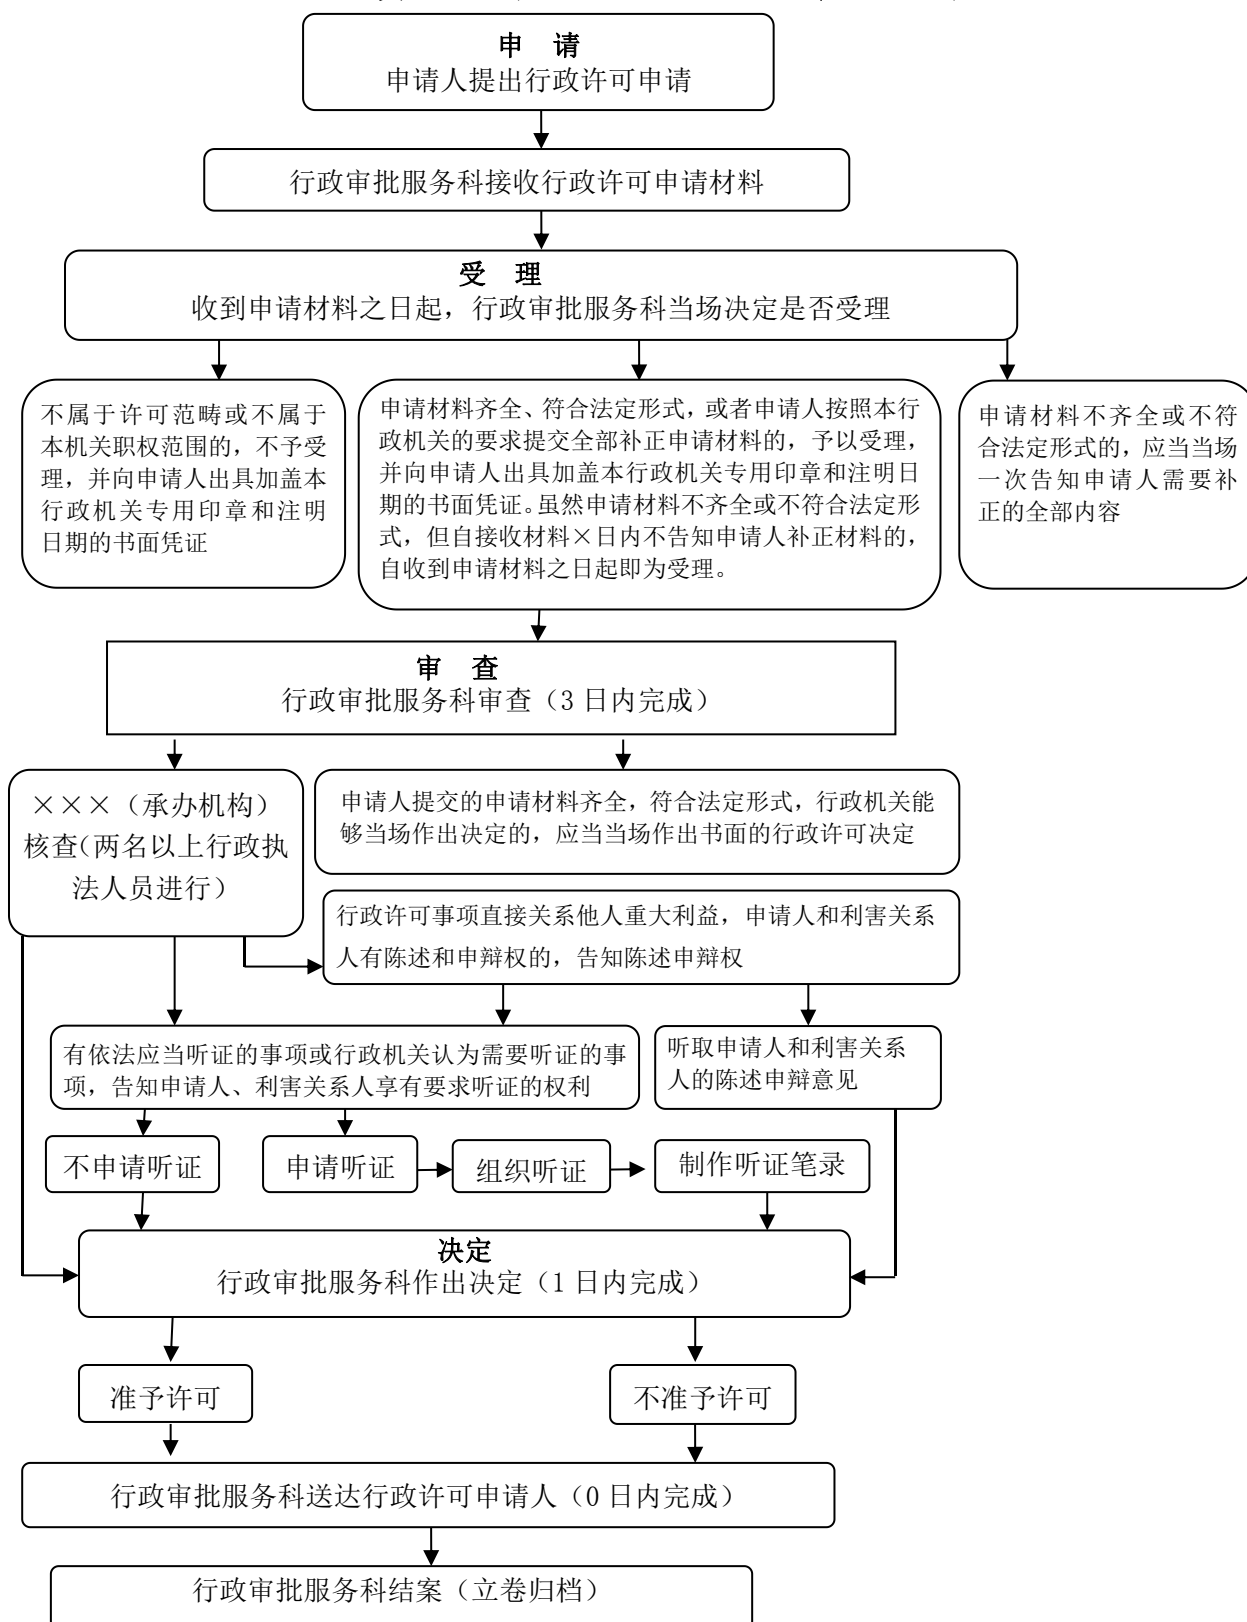 申 请
申请人提出行政许可申请
行政审批服务科接收行政许可申请材料
受 理
收到申请材料之日起，行政审批服务科当场决定是否受理
不属于许可范畴或不属于
本机关职权范围的，不予受
理，并向申请人出具加盖本
行政机关专用印章和注明
日期的书面凭证
申请材料齐全、符合法定形式，或者申请人按照本行
政机关的要求提交全部补正申请材料的，予以受理，
并向申请人出具加盖本行政机关专用印章和注明日
期的书面凭证。虽然申请材料不齐全或不符合法定形
式，但自接收材料×日内不告知申请人补正材料的，
自收到申请材料之日起即为受理。
申请材料不齐全或不符
合法定形式的，应当当场
一次告知申请人需要补
正的全部内容
审 查
行政审批服务科审查（3 日内完成）
×××（承办机构）
核查（两名以上行政执
法人员进行）
申请人提交的申请材料齐全，符合法定形式，行政机关能
够当场作出决定的，应当当场作出书面的行政许可决定
行政许可事项直接关系他人重大利益，申请人和利害关系
人有陈述和申辩权的，告知陈述申辩权
有依法应当听证的事项或行政机关认为需要听证的事
项，告知申请人、利害关系人享有要求听证的权利
听取申请人和利害关系
人的陈述申辩意见
不申请听证
申请听证
组织听证
制作听证笔录
决定
行政审批服务科作出决定（1 日内完成）
准予许可
不准予许可
行政审批服务科送达行政许可申请人（0 日内完成）
行政审批服务科结案（立卷归档）